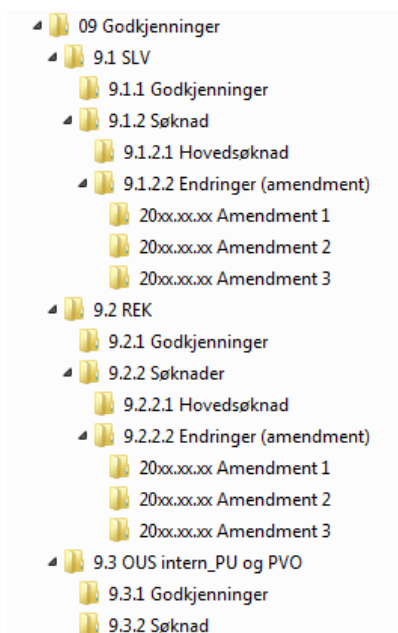 09 Godkjenninger
9.1 SLV
9.1.1 Godkjenninger
9.1.2 Søknad
9.1.2.1 Hovedsøknad
9.1.2.2 Endringer (amendment)
20xx.xx.xx Amendment 1
20xx.xx.xx Amendment 2
20xx.xx.xx Amendment 3
9.2 REK
9.2.1 Godkjenninger
9.2.2 Søknader
9.2.2.1 Hovedsøknad
9.2.2.2 Endringer (amendment)
20xx.xx.xx Amendment 1
20xx.xx.xx Amendment 2
20xx.xx.xx Amendment 3
9.3 OUS intern_PU og PVO
9.3.1 Godkjenninger
9.3.2 Søknad